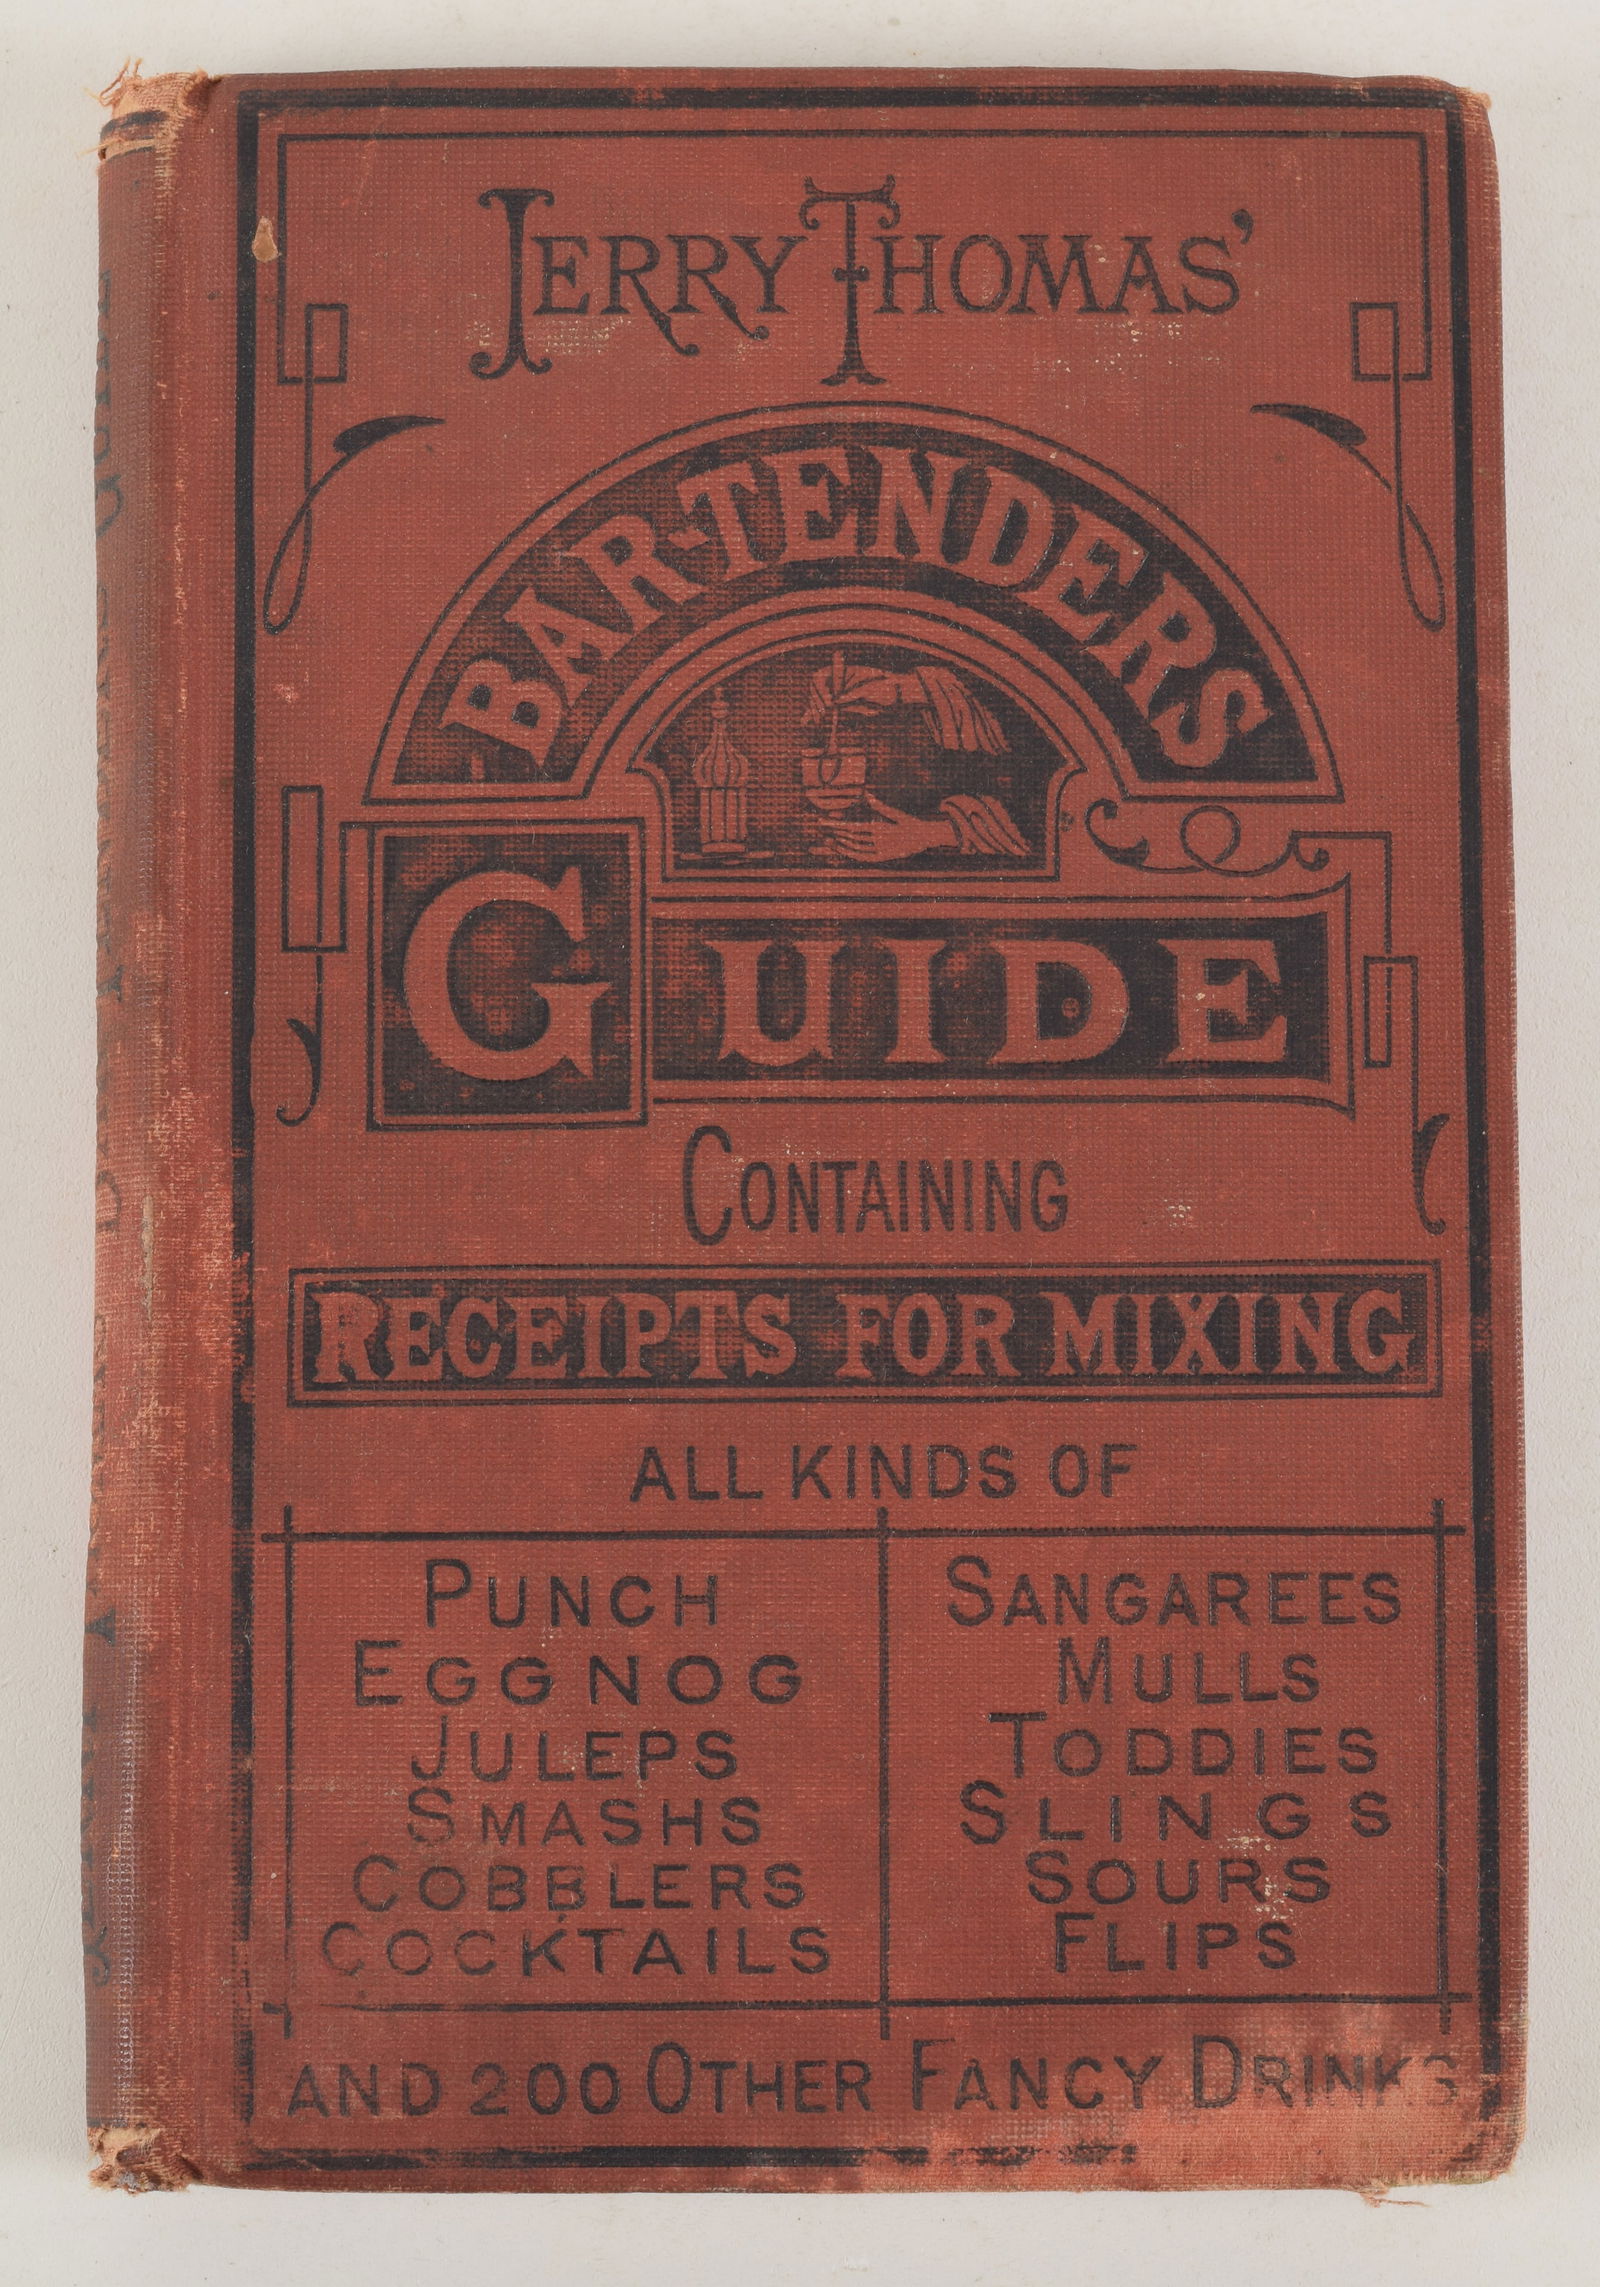 JERRY THOMAS'
BAR-TENDERS
GUIDE
CONTAINING
RECEIPTS FOR MIXING
ALL KINDS OF
PUNCH
EGGNOG
JULEPS
SMASHS
COBBLERS
COCKTAILS
SANGAREES
MULLS
TODDIES
SLINGS
SOURS
FLIPS
AND 200 OTHER FANCY DRINKS